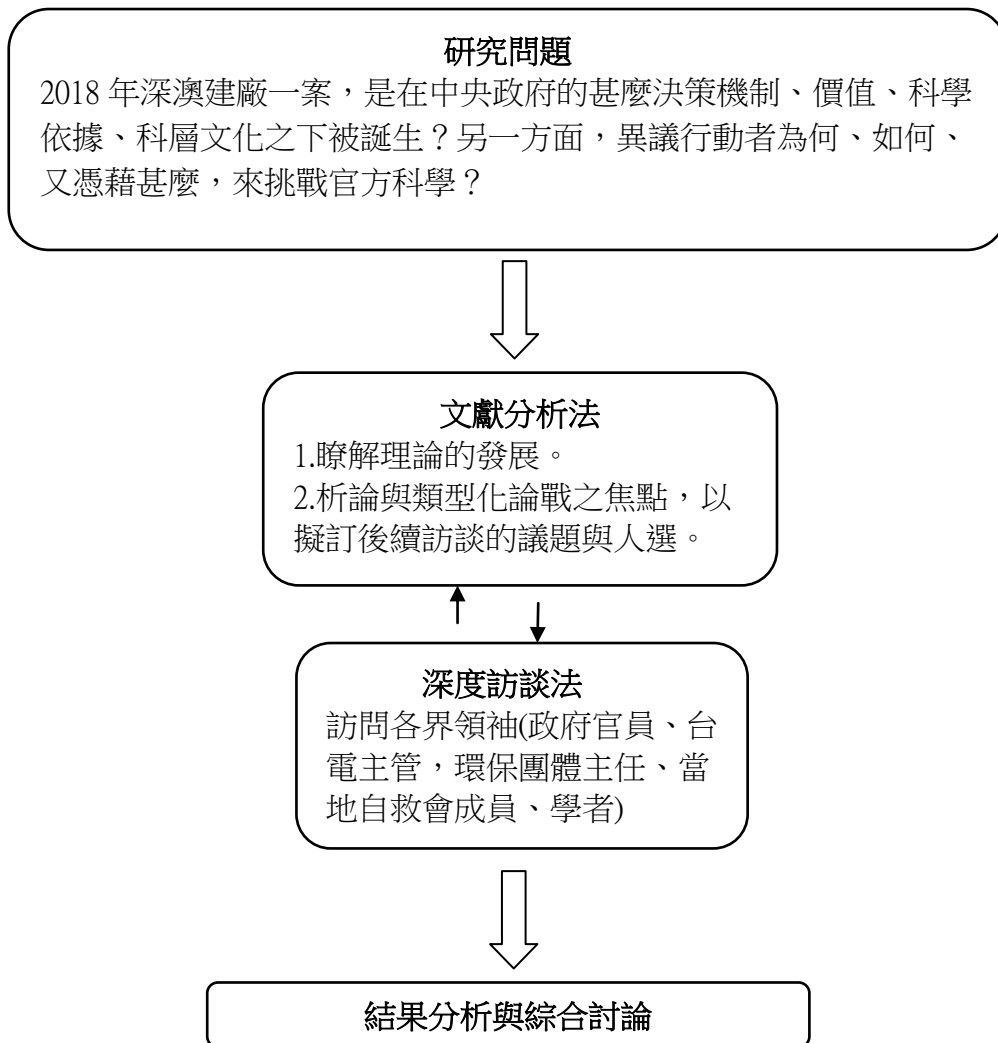 研究問題
2018 年深澳建廠一案，是在中央政府的甚麼決策機制、價值、科學
依據、科層文化之下被誕生？另一方面，異議行動者為何、如何、
又憑藉甚麼，來挑戰官方科學？
文獻分析法
1.瞭解理論的發展。
2.析論與類型化論戰之焦點，以
擬訂後續訪談的議題與人選。
深度訪談法
訪問各界領袖(政府官員、台
電主管，環保團體主任、當
地自救會成員、學者)
結果分析與綜合討論